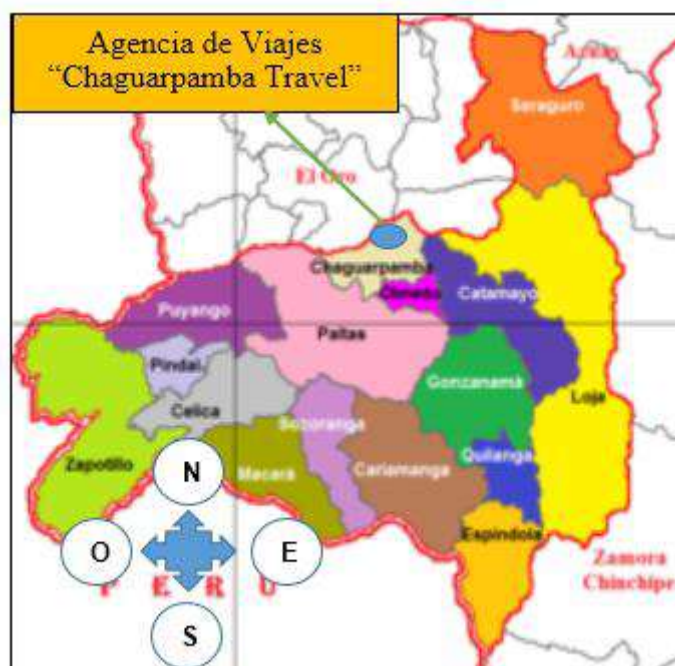 Agencia de Viajes
“Chaguarpamba Travel”
Azuay
Saraguro
El Oro
Chaguarpamba
Olmedo
Catamayo
Puyango
Paltas
Pindal
Gonzanamá
Celica
Loja
Sozoranga
Zapotillo
Macará
Cariamanga
Quilanga
N
O
E
Espíndola
P E R U
Zamora
Chinchipe
S